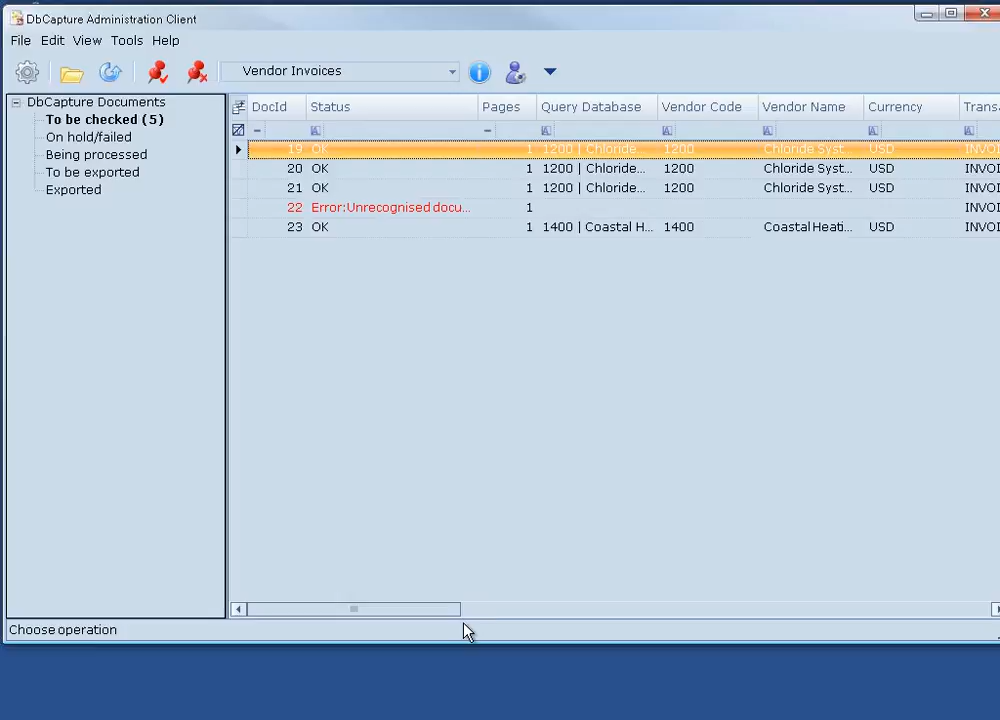 DbCapture Administration Client
File Edit View Tools Help
Vendor Invoices
DbCapture Documents
To be checked (5)
On hold/failed
Being processed
To be exported
Exported
DocId Status Pages Query Database Vendor Code Vendor Name Currency Trans
19 OK 1 1200 | Chloride... 1200 Chloride Syst... USD INVOI
20 OK 1 1200 | Chloride... 1200 Chloride Syst... USD INVOI
21 OK 1 1200 | Chloride... 1200 Chloride Syst... USD INVOI
22 Error:Unrecognised docu... 1 INVOI
23 OK 1 1400 | Coastal H... 1400 Coastal Heati... USD INVOI
Choose operation